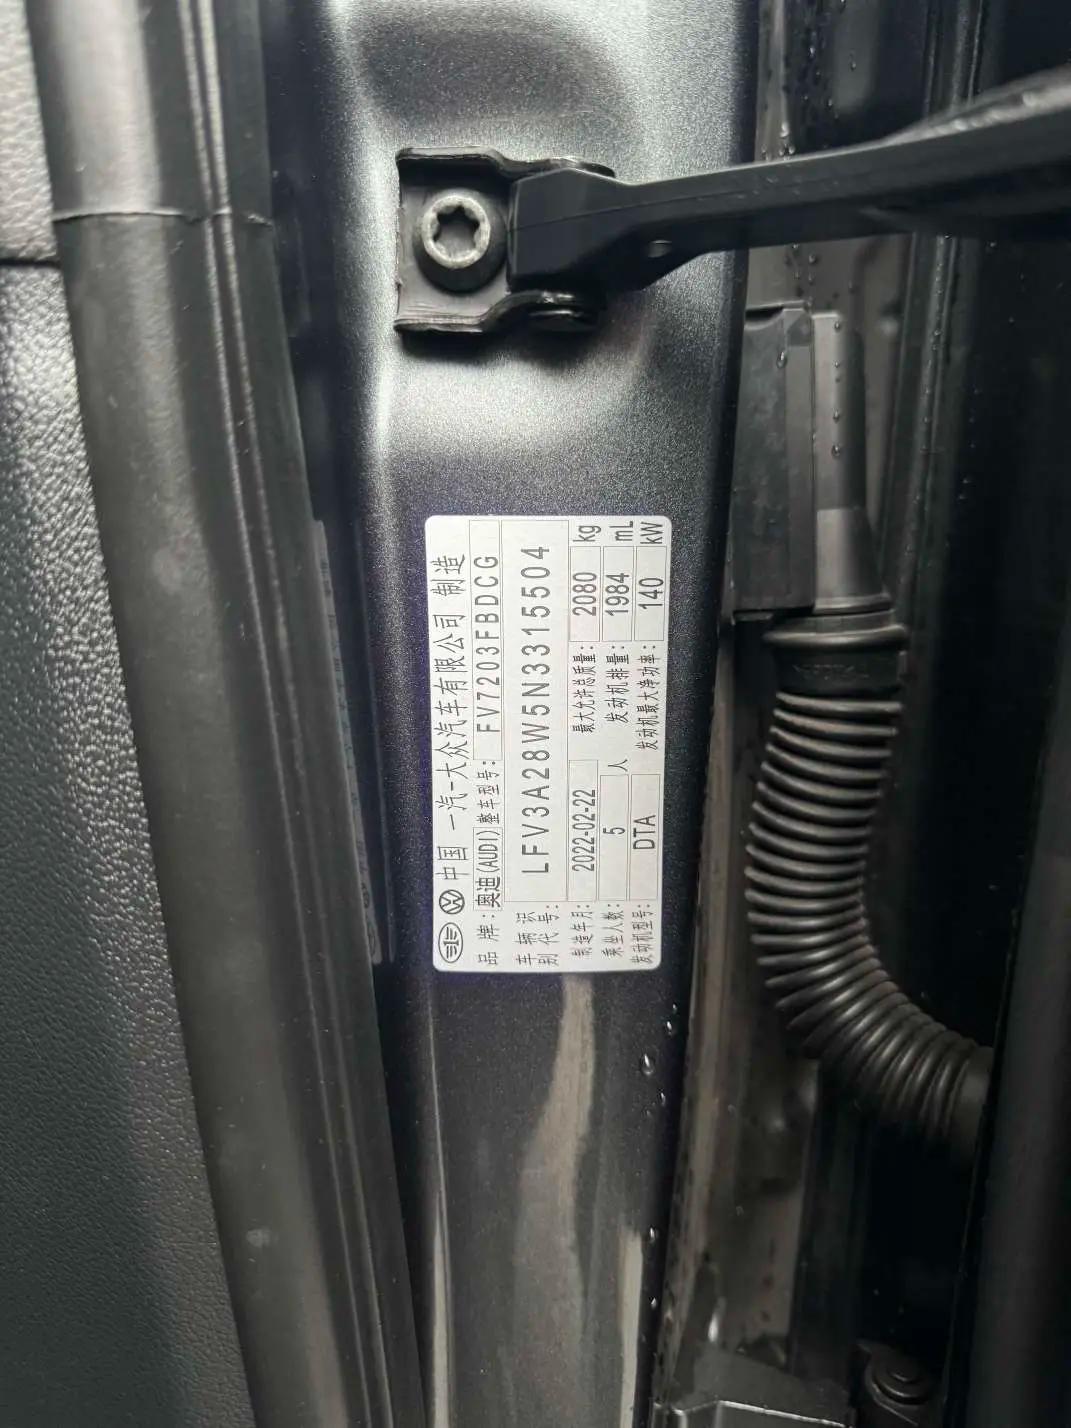 中国 一汽-大众汽车有限公司 制造
品牌: 奥迪(AUDI) 整车型号: FV7203FBDCG
车辆识别代号: LFV3A28W5N3315504
制造年月: 2022-02-22 最大允许总质量: 2080 kg
乘坐人数: 5 人 发动机排量: 1984 mL
发动机型号: DTA 发动机最大净功率: 140 kW